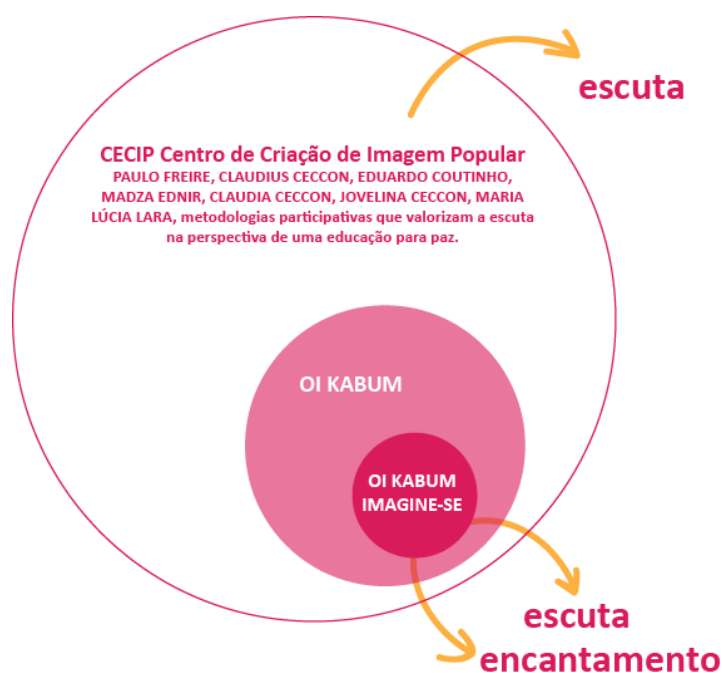 escuta
CECIP Centro de Criação de Imagem Popular
PAULO FREIRE, CLAUDIUS CECCON, EDUARDO COUTINHO,
MADZA EDNIR, CLAUDIA CECCON, JOVELINA CECCON, MARIA
LÚCIA LARA, metodologias participativas que valorizam a escuta
na perspectiva de uma educação para paz.
OI KABUM
OI KABUM
IMAGINE-SE
escuta
encantamento